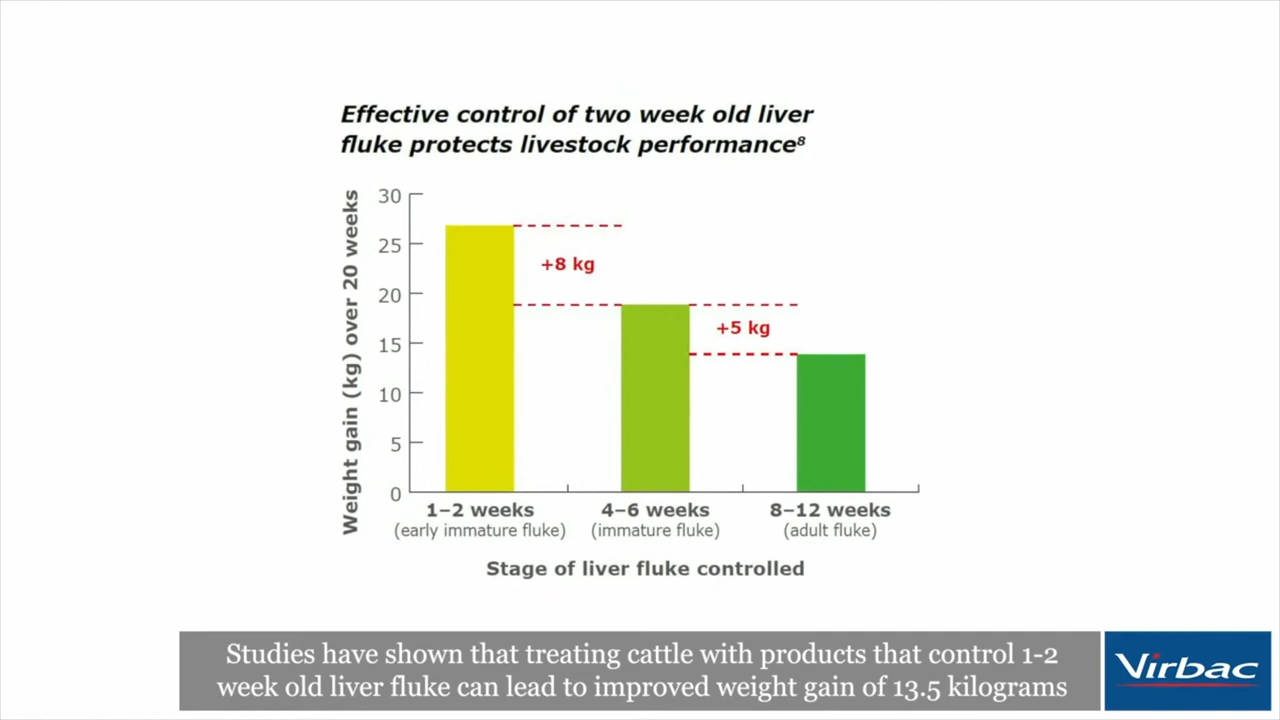 Effective control of two week old liver
fluke protects livestock performance⁸
Weight gain (kg) over 20 weeks
30
25
20
15
10
5
0
+8 kg
+5 kg
1–2 weeks
(early immature fluke)
4–6 weeks
(immature fluke)
8–12 weeks
(adult fluke)
Stage of liver fluke controlled
Studies have shown that treating cattle with products that control 1-2
week old liver fluke can lead to improved weight gain of 13.5 kilograms
Virbac